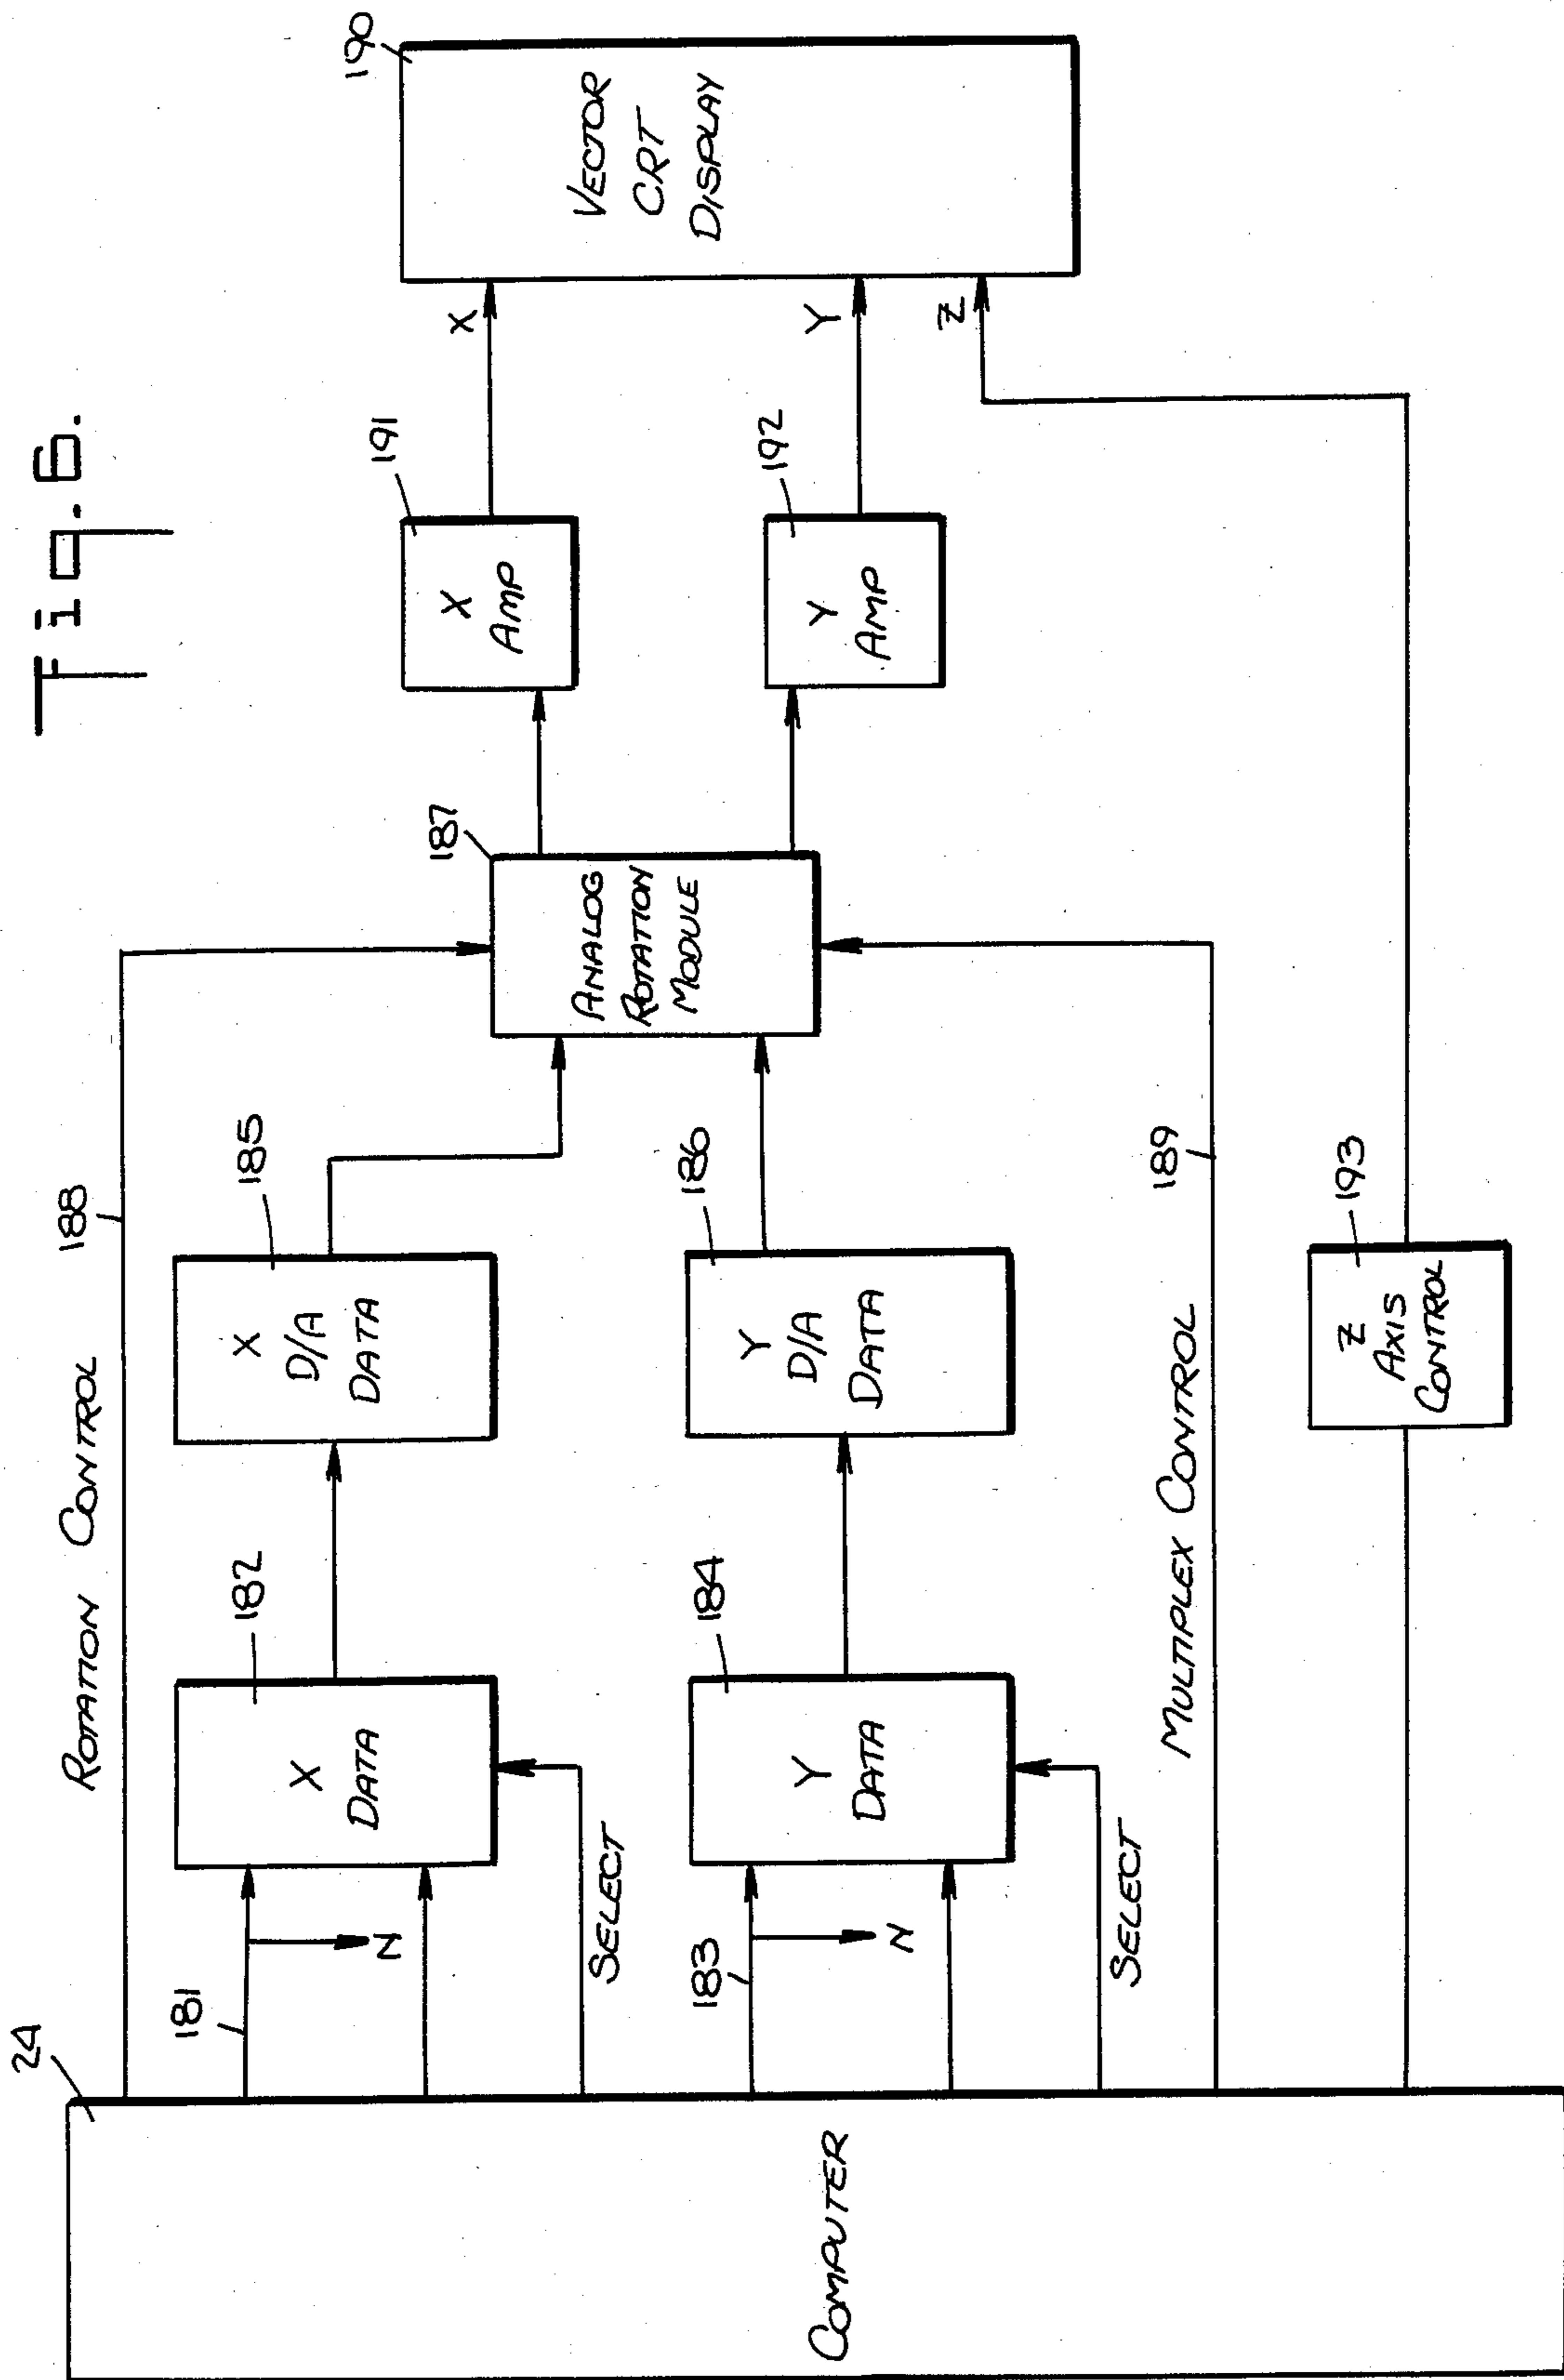 Fig. 6.
24
COMPUTER
ROTATION CONTROL
188
181
N
SELECT
X
DATA
182
X
D/A
DATA
185
183
N
SELECT
Y
DATA
184
Y
D/A
DATA
186
ANALOG
ROTATION
MODULE
187
MULTIPLEX CONTROL
189
Z
AXIS
CONTROL
193
X
AMP
191
Y
AMP
192
X
Y
Z
VECTOR
CRT
DISPLAY
190